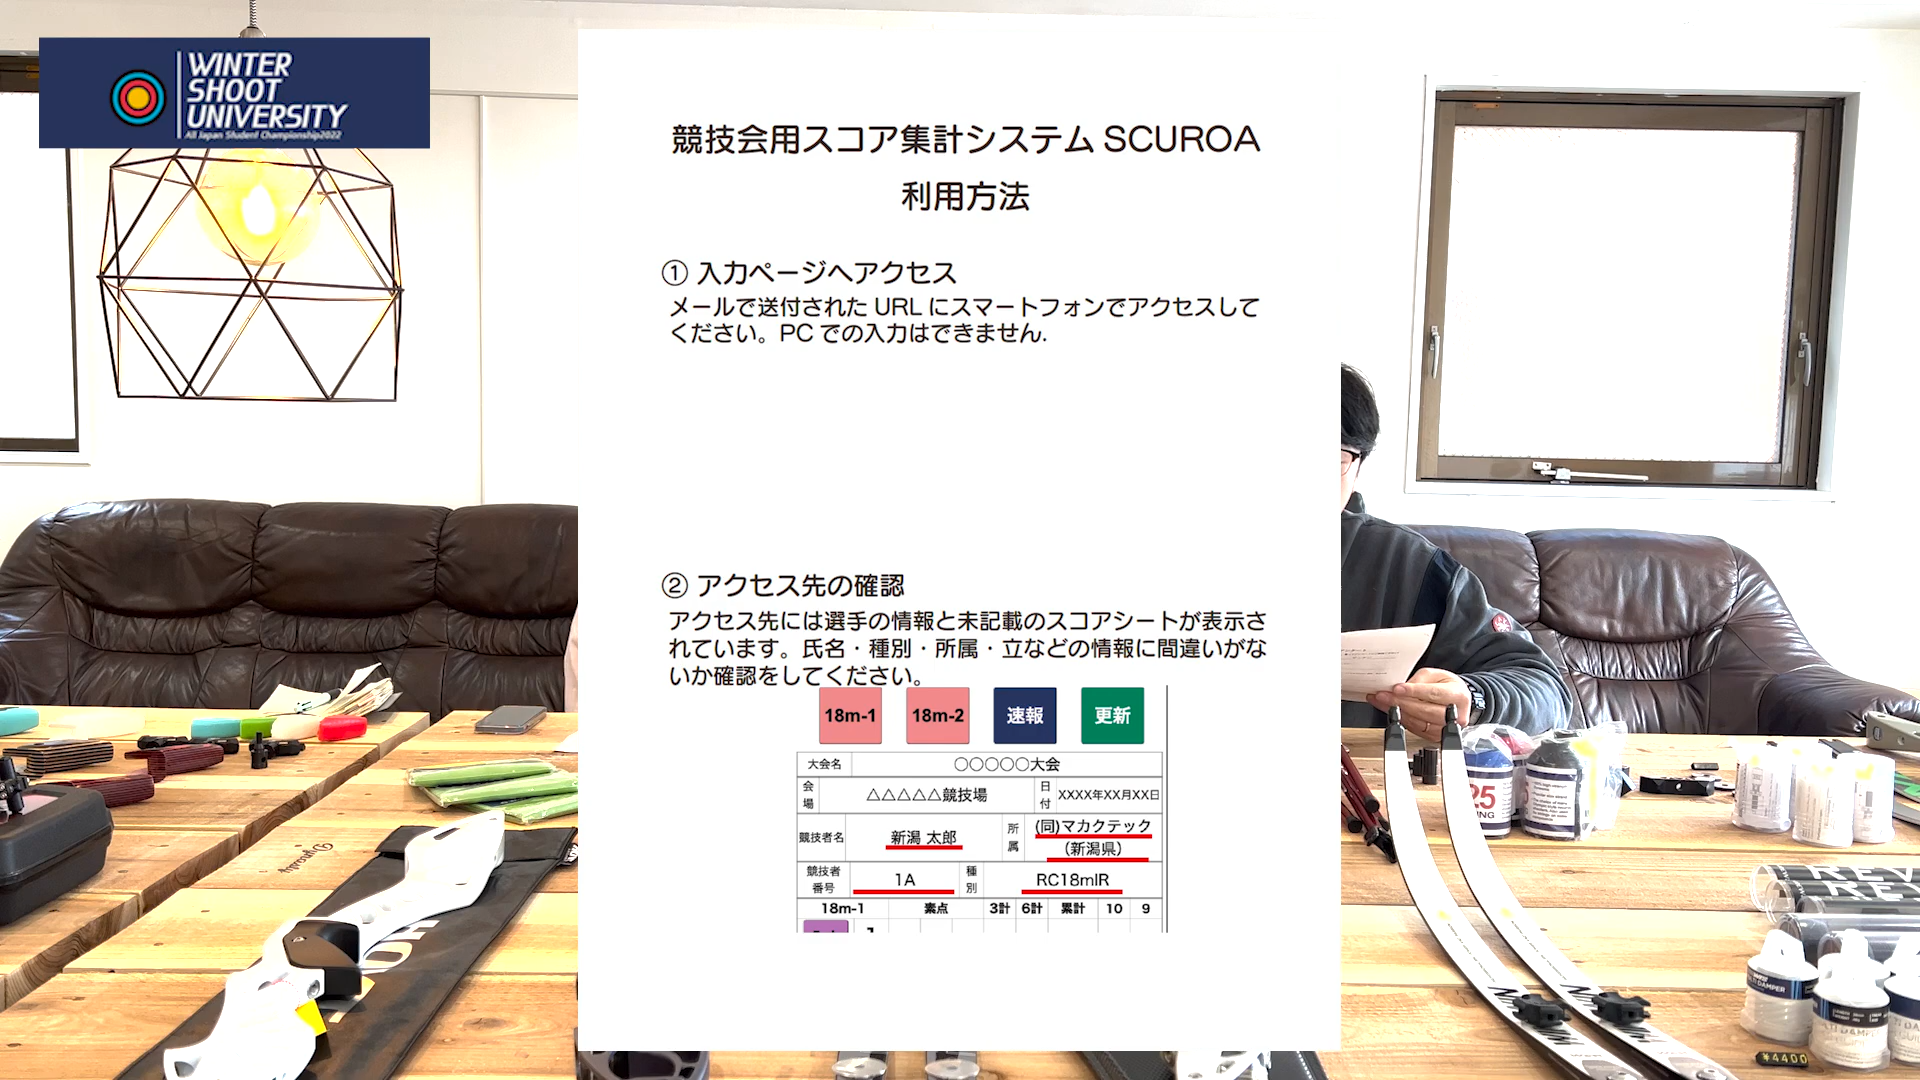 WINTER
SHOOT
UNIVERSITY
All Japan Student Championship2022
競技会用スコア集計システム SCUROA
利用方法
① 入力ページへアクセス
メールで送付された URL にスマートフォンでアクセスして
ください。PC での入力はできません.
② アクセス先の確認
アクセス先には選手の情報と未記載のスコアシートが表示さ
れています。氏名・種別・所属・立などの情報に間違いがな
いか確認をしてください。
18m-1 18m-2 速報 更新
大会名 〇〇〇〇〇大会
会場 △△△△△競技場 日付 XXXX年XX月XX日
競技者名 新潟 太郎 所属 (同)マカクテック
（新潟県）
競技者番号 1A 種別 RC18mIR
18m-1 素点 3計 6計 累計 10 9
25
REV
REV
DAMPER
¥4400